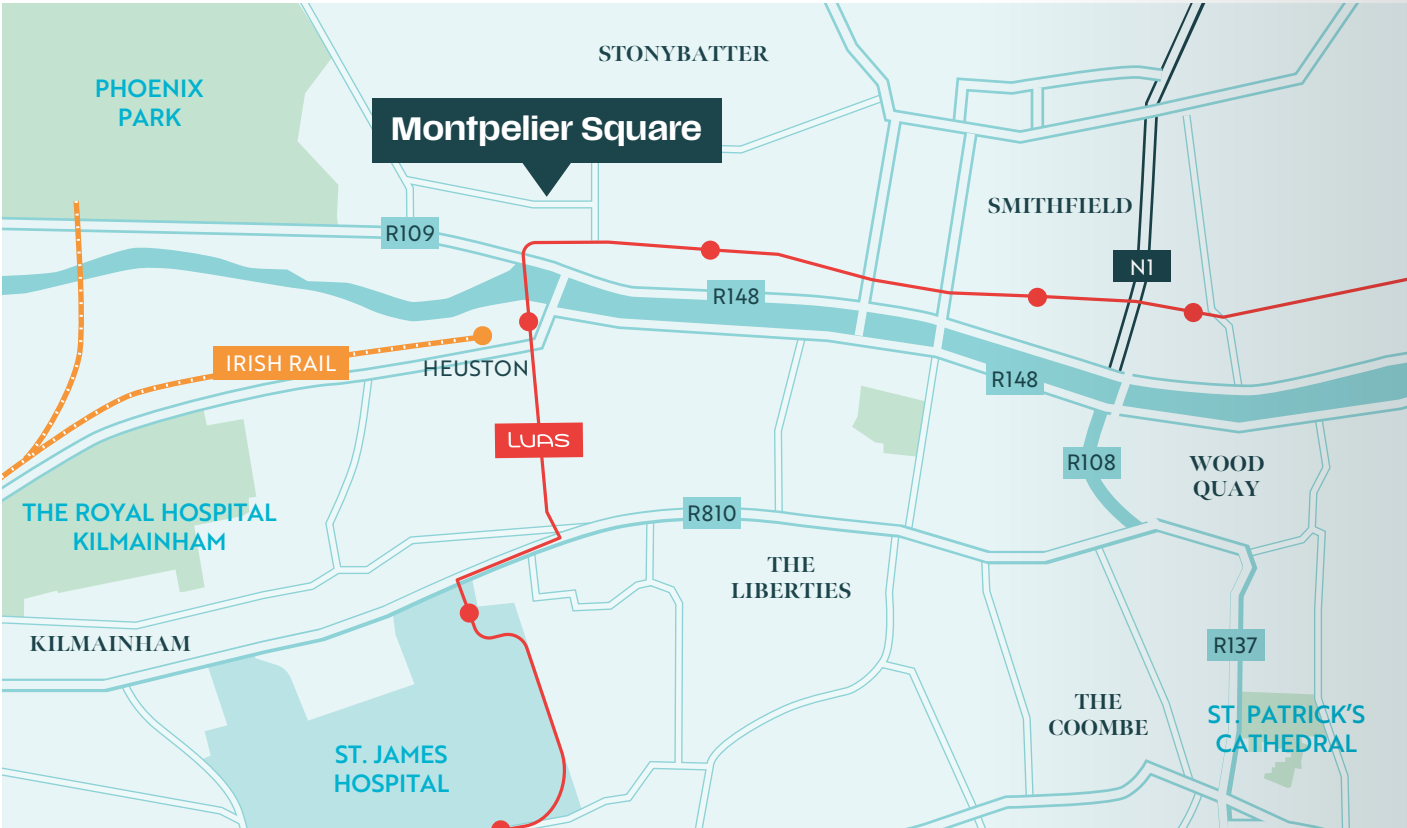 STONYBATTER
PHOENIX
PARK
Montpelier Square
SMITHFIELD
R109
N1
R148
IRISH RAIL
HEUSTON
R148
LUAS
R108
WOOD
QUAY
THE ROYAL HOSPITAL
KILMAINHAM
R810
THE
LIBERTIES
KILMAINHAM
R137
THE
COOMBE
ST. PATRICK'S
CATHEDRAL
ST. JAMES
HOSPITAL